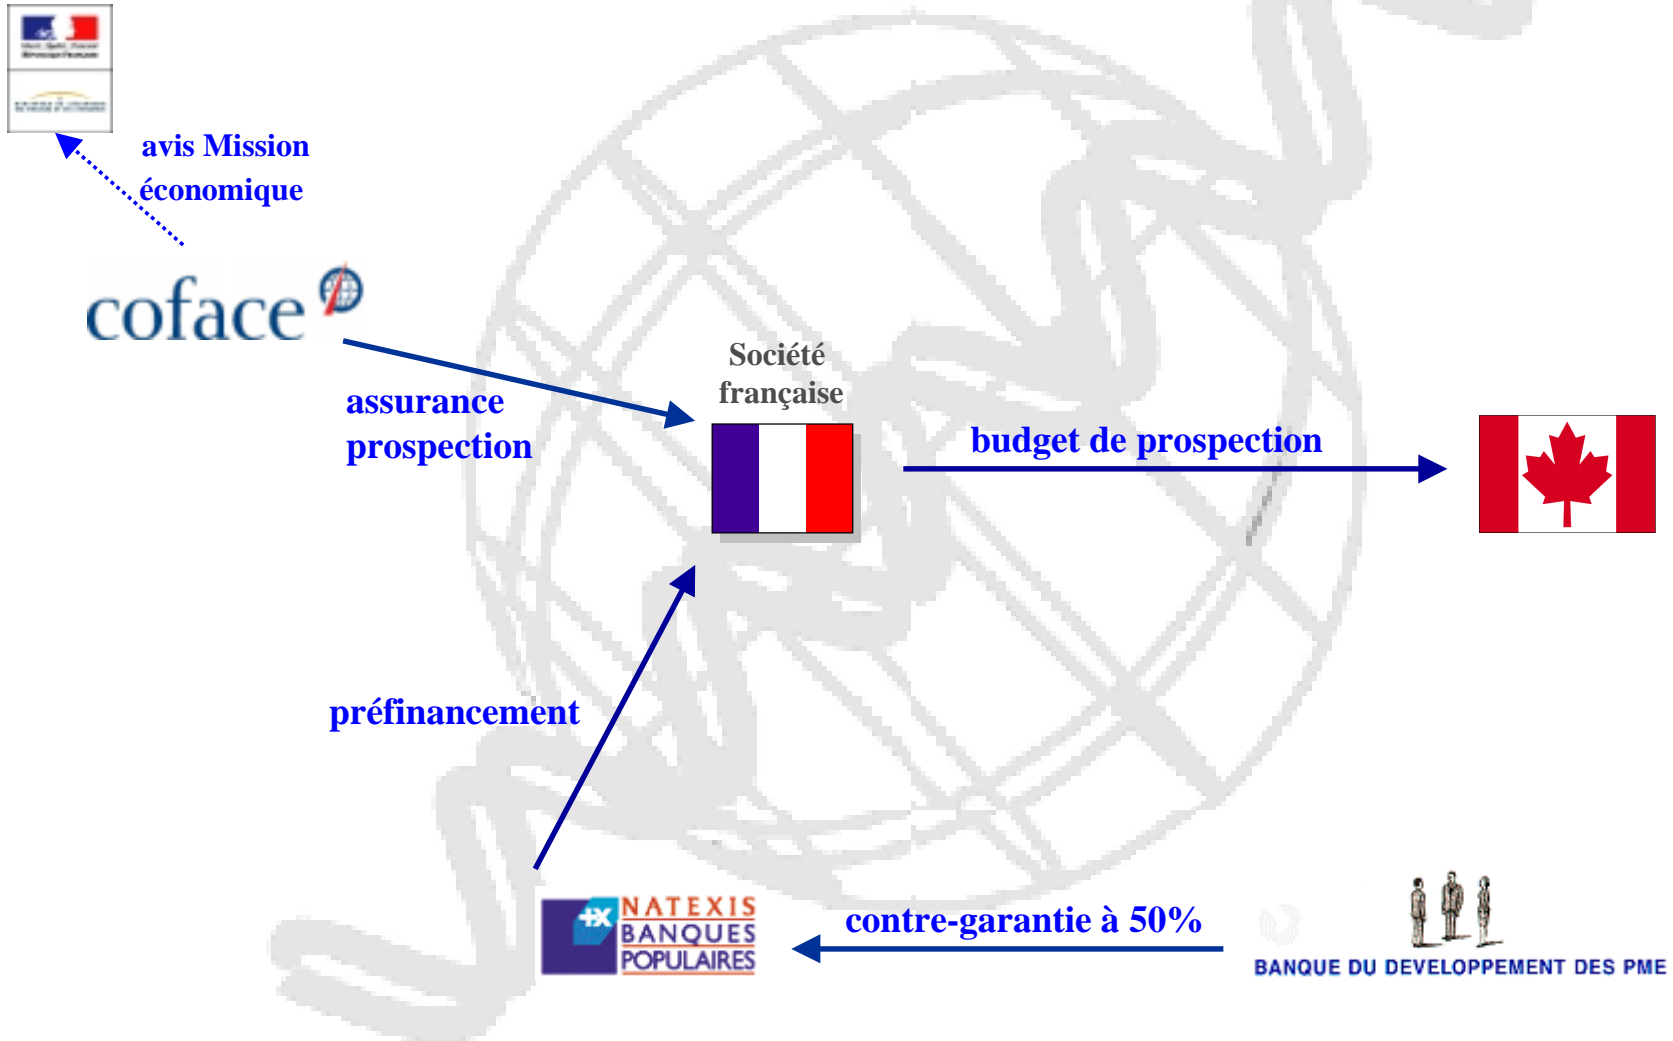 avis Mission
économique
coface
Société
française
assurance
prospection
budget de prospection
préfinancement
NATEXIS
BANQUES
POPULAIRES
contre-garantie à 50%
BANQUE DU DEVELOPPEMENT DES PME